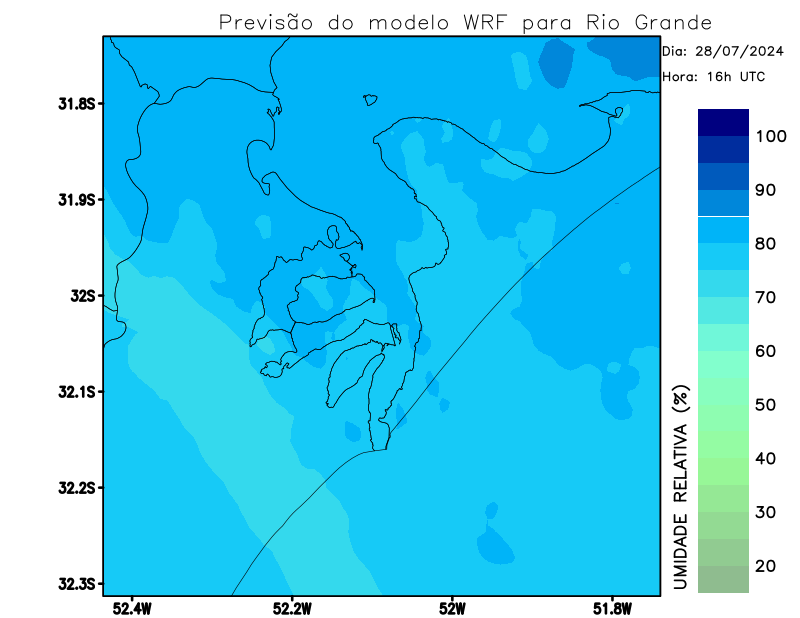 Previsão do modelo WRF para Rio Grande
Dia: 28/07/2024
Hora: 16h UTC
31.8S
31.9S
32S
32.1S
32.2S
32.3S
52.4W
52.2W
52W
51.8W
100
90
80
70
60
50
40
30
20
UMIDADE RELATIVA (%)